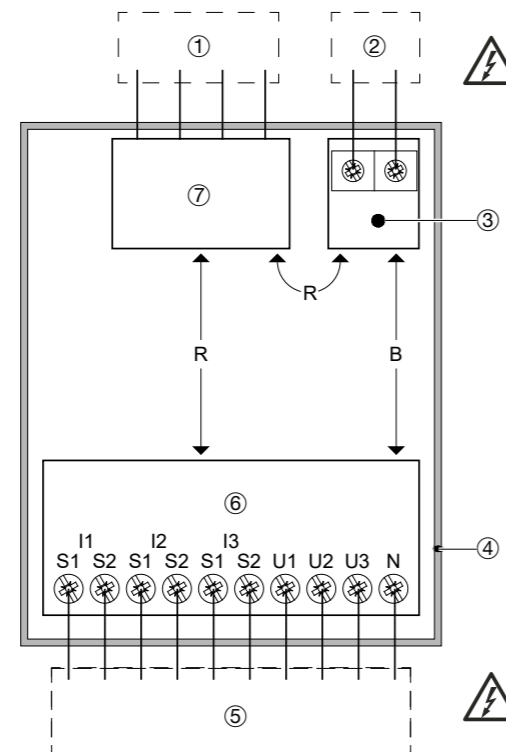 ① ②
⑦
③
R
R B
⑥
④
I1 I2 I3
S1 S2 S1 S2 S1 S2 U1 U2 U3 N
⑤